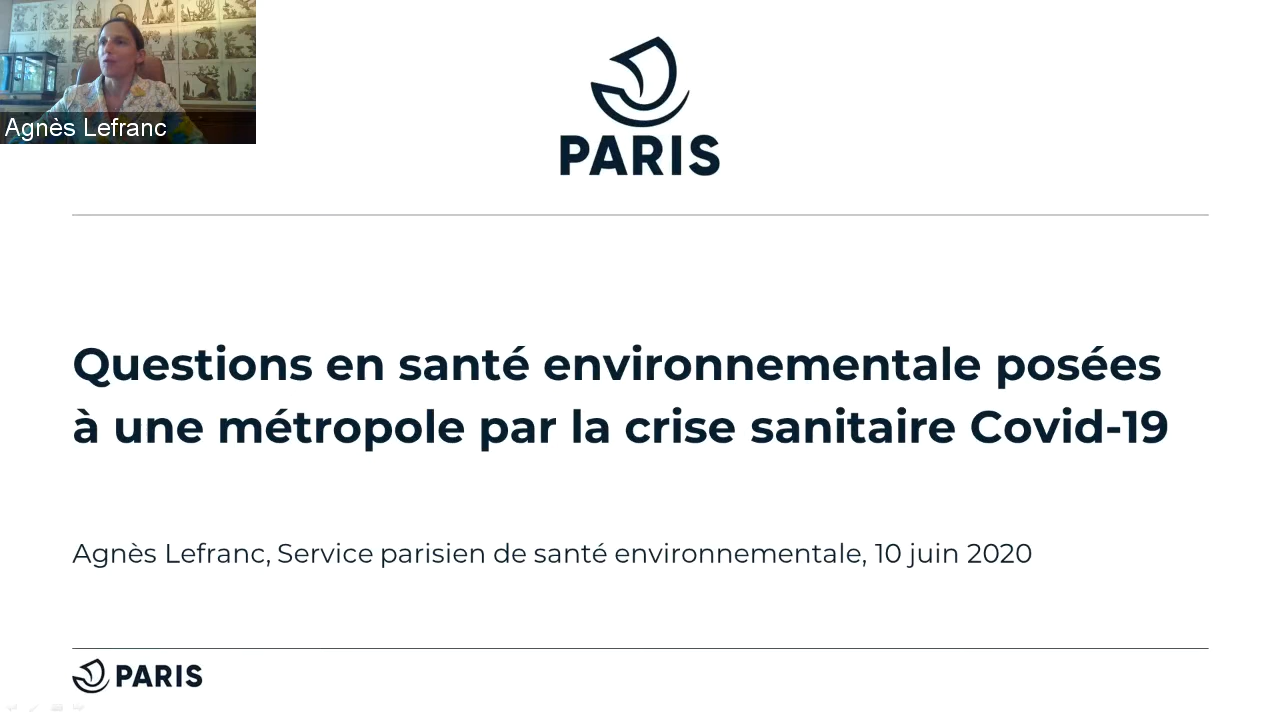 Agnès Lefranc
PARIS
Questions en santé environnementale posées
à une métropole par la crise sanitaire Covid-19
Agnès Lefranc, Service parisien de santé environnementale, 10 juin 2020
PARIS